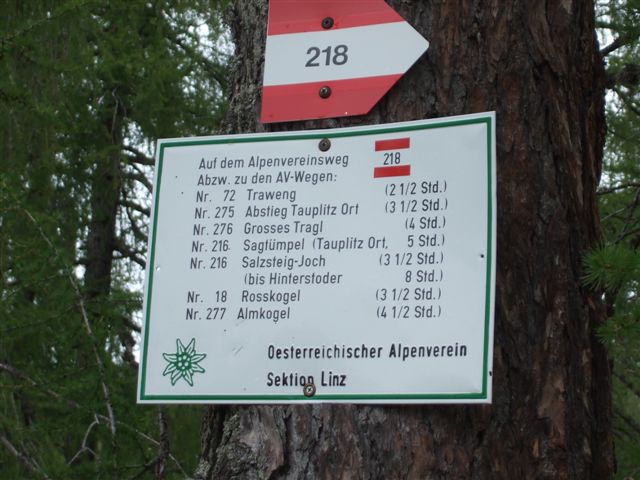 218
Auf dem Alpenvereinsweg 218
Abzw. zu den AV-Wegen:
Nr. 72 Traweng (2 1/2 Std.)
Nr. 275 Abstieg Tauplitz Ort (3 1/2 Std.)
Nr. 276 Grosses Tragl (4 Std.)
Nr. 216 Sagtümpel (Tauplitz Ort, 5 Std.)
Nr. 216 Salzsteig-Joch (3 1/2 Std.)
(bis Hinterstoder 8 Std.)
Nr. 18 Rosskogel (3 1/2 Std.)
Nr. 277 Almkogel (4 1/2 Std.)
Oesterreichischer Alpenverein
Sektion Linz